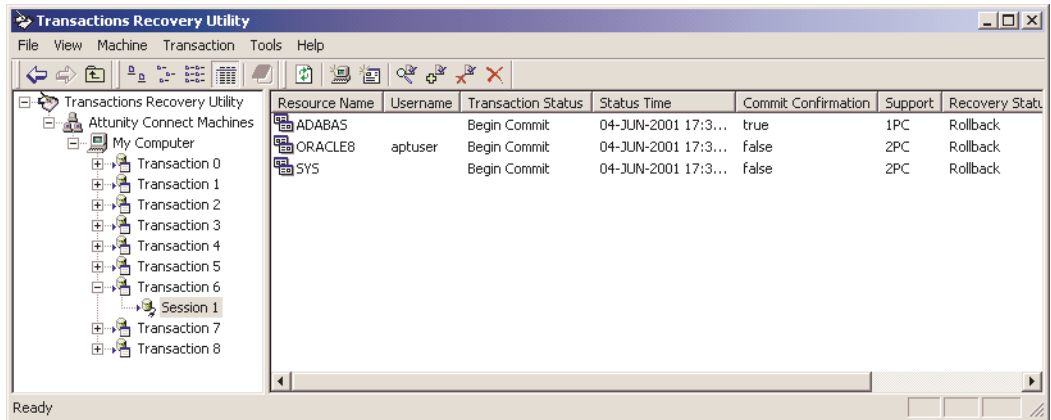 Transactions Recovery Utility
File View Machine Transaction Tools Help
Transactions Recovery Utility
Attunity Connect Machines
My Computer
Transaction 0
Transaction 1
Transaction 2
Transaction 3
Transaction 4
Transaction 5
Transaction 6
Session 1
Transaction 7
Transaction 8
Resource Name Username Transaction Status Status Time Commit Confirmation Support Recovery Statu
ADABAS Begin Commit 04-JUN-2001 17:3... true 1PC Rollback
ORACLE8 aptuser Begin Commit 04-JUN-2001 17:3... false 2PC Rollback
SYS Begin Commit 04-JUN-2001 17:3... false 2PC Rollback
Ready